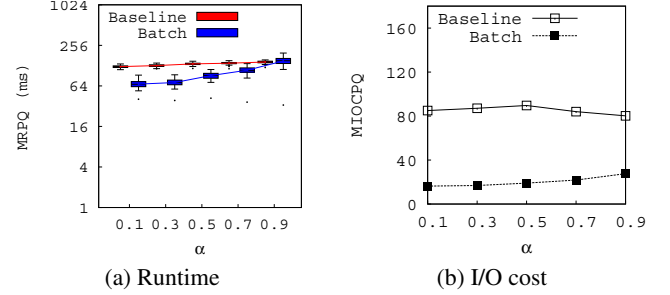 1024
256
64
16
4
1
MRPQ (ms)
Baseline
Batch
0.1 0.3 0.5 0.7 0.9
α
(a) Runtime
180
160
120
80
40
0
MIOCPQ
Baseline
Batch
0.1 0.3 0.5 0.7 0.9
α
(b) I/O cost